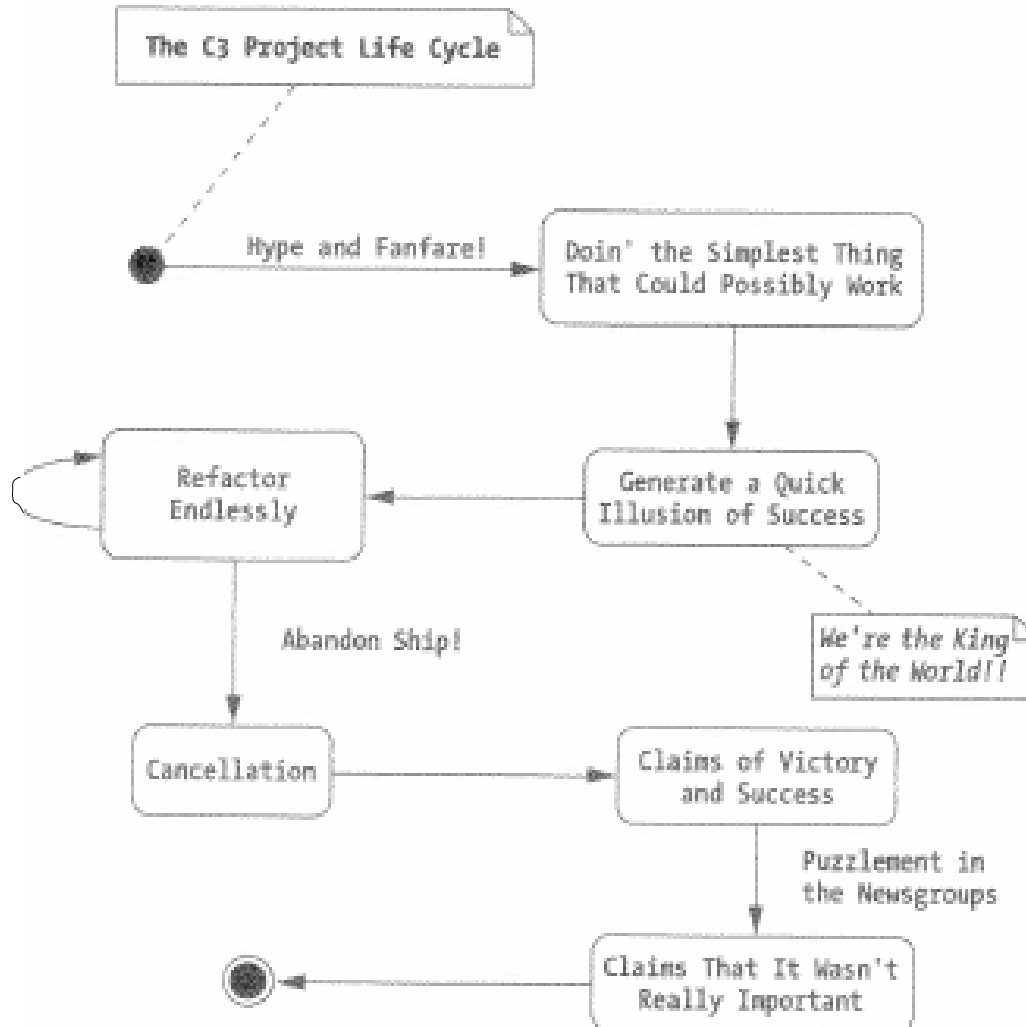 The C3 Project Life Cycle
Hype and Fanfare!
Doin' the Simplest Thing
That Could Possibly Work
Refactor
Endlessly
Generate a Quick
Illusion of Success
Abandon Ship!
We're the King
of the World!!
Cancellation
Claims of Victory
and Success
Puzzlement in
the Newsgroups
Claims That It Wasn't
Really Important